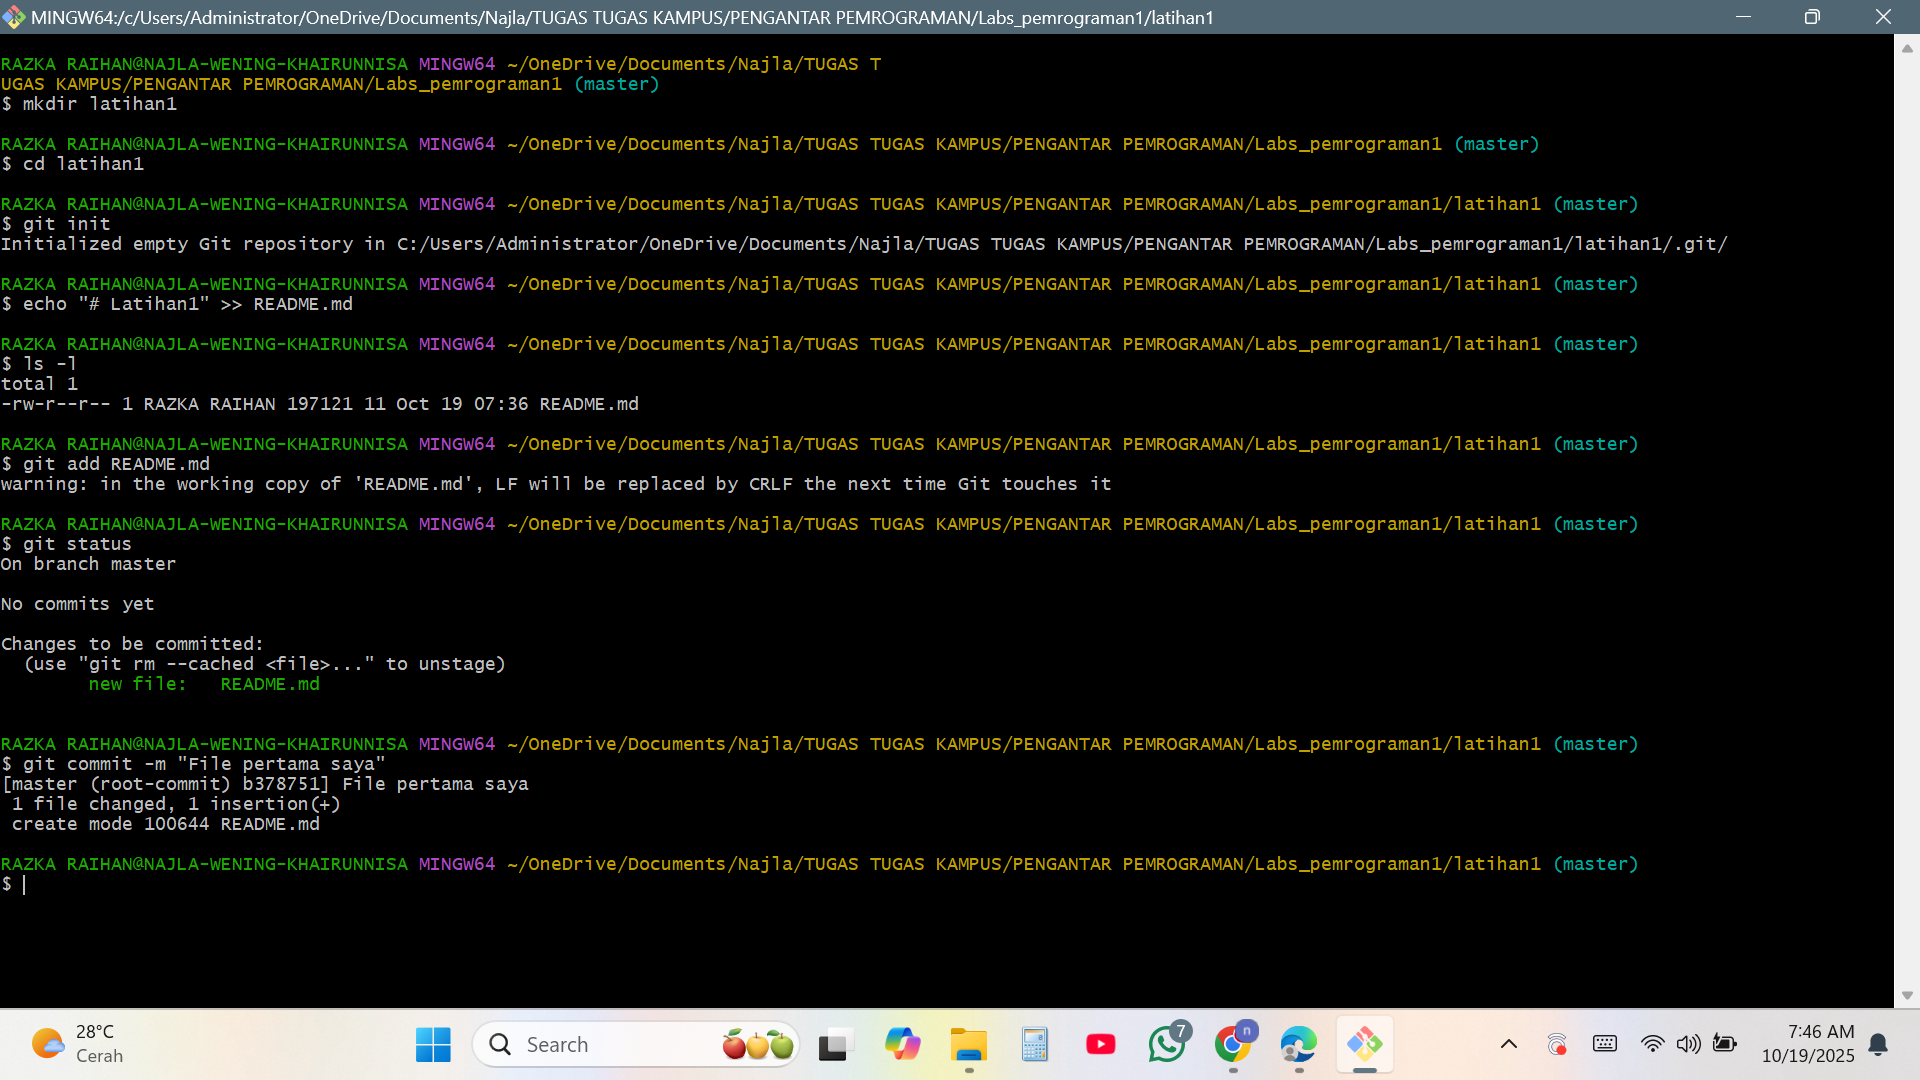 MINGW64:/c/Users/Administrator/OneDrive/Documents/Najla/TUGAS TUGAS KAMPUS/PENGANTAR PEMROGRAMAN/Labs_pemrograman1/latihan1
RAZKA RAIHAN@NAJLA-WENING-KHAIRUNNISA MINGW64 ~/OneDrive/Documents/Najla/TUGAS T
UGAS KAMPUS/PENGANTAR PEMROGRAMAN/Labs_pemrograman1 (master)
$ mkdir latihan1
RAZKA RAIHAN@NAJLA-WENING-KHAIRUNNISA MINGW64 ~/OneDrive/Documents/Najla/TUGAS TUGAS KAMPUS/PENGANTAR PEMROGRAMAN/Labs_pemrograman1 (master)
$ cd latihan1
RAZKA RAIHAN@NAJLA-WENING-KHAIRUNNISA MINGW64 ~/OneDrive/Documents/Najla/TUGAS TUGAS KAMPUS/PENGANTAR PEMROGRAMAN/Labs_pemrograman1/latihan1 (master)
$ git init
Initialized empty Git repository in C:/Users/Administrator/OneDrive/Documents/Najla/TUGAS TUGAS KAMPUS/PENGANTAR PEMROGRAMAN/Labs_pemrograman1/latihan1/.git/
RAZKA RAIHAN@NAJLA-WENING-KHAIRUNNISA MINGW64 ~/OneDrive/Documents/Najla/TUGAS TUGAS KAMPUS/PENGANTAR PEMROGRAMAN/Labs_pemrograman1/latihan1 (master)
$ echo "# Latihan1" >> README.md
RAZKA RAIHAN@NAJLA-WENING-KHAIRUNNISA MINGW64 ~/OneDrive/Documents/Najla/TUGAS TUGAS KAMPUS/PENGANTAR PEMROGRAMAN/Labs_pemrograman1/latihan1 (master)
$ ls -l
total 1
-rw-r--r-- 1 RAZKA RAIHAN 197121 11 Oct 19 07:36 README.md
RAZKA RAIHAN@NAJLA-WENING-KHAIRUNNISA MINGW64 ~/OneDrive/Documents/Najla/TUGAS TUGAS KAMPUS/PENGANTAR PEMROGRAMAN/Labs_pemrograman1/latihan1 (master)
$ git add README.md
warning: in the working copy of 'README.md', LF will be replaced by CRLF the next time Git touches it
RAZKA RAIHAN@NAJLA-WENING-KHAIRUNNISA MINGW64 ~/OneDrive/Documents/Najla/TUGAS TUGAS KAMPUS/PENGANTAR PEMROGRAMAN/Labs_pemrograman1/latihan1 (master)
$ git status
On branch master
No commits yet
Changes to be committed:
(use "git rm --cached <file>..." to unstage)
new file: README.md
RAZKA RAIHAN@NAJLA-WENING-KHAIRUNNISA MINGW64 ~/OneDrive/Documents/Najla/TUGAS TUGAS KAMPUS/PENGANTAR PEMROGRAMAN/Labs_pemrograman1/latihan1 (master)
$ git commit -m "File pertama saya"
[master (root-commit) b378751] File pertama saya
1 file changed, 1 insertion(+)
create mode 100644 README.md
RAZKA RAIHAN@NAJLA-WENING-KHAIRUNNISA MINGW64 ~/OneDrive/Documents/Najla/TUGAS TUGAS KAMPUS/PENGANTAR PEMROGRAMAN/Labs_pemrograman1/latihan1 (master)
$
28°C
Cerah
Search
7
n
7:46 AM
10/19/2025